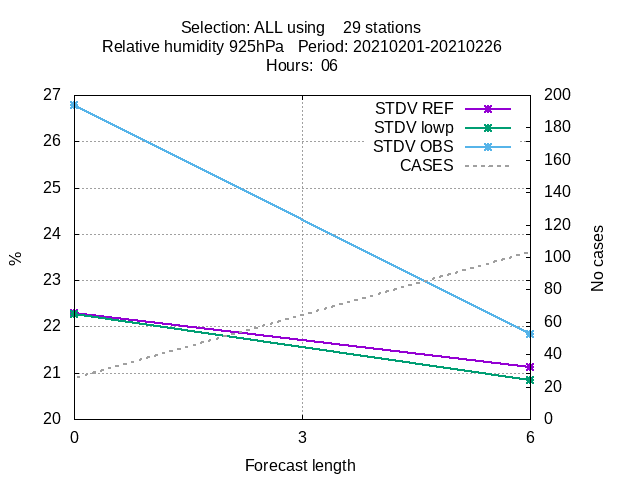 Selection: ALL using    29 stations
Relative humidity 925hPa   Period: 20210201-20210226
Hours:  06
27
26
25
24
23
22
21
20
%
STDV REF
STDV lowp
STDV OBS
CASES
200
180
160
140
120
100
80
60
40
20
0
No cases
0 3 6
Forecast length